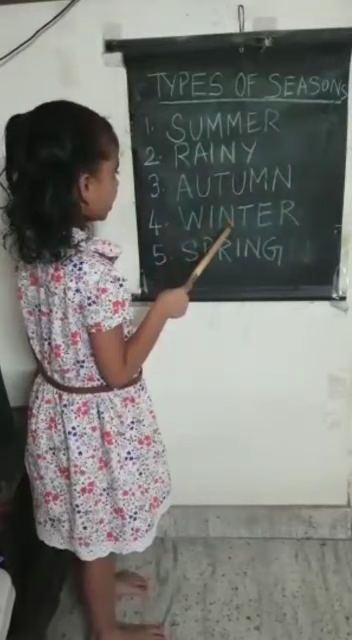 TYPES OF SEASONS
1. SUMMER
2. RAINY
3. AUTUMN
4. WINTER
5. SPRING